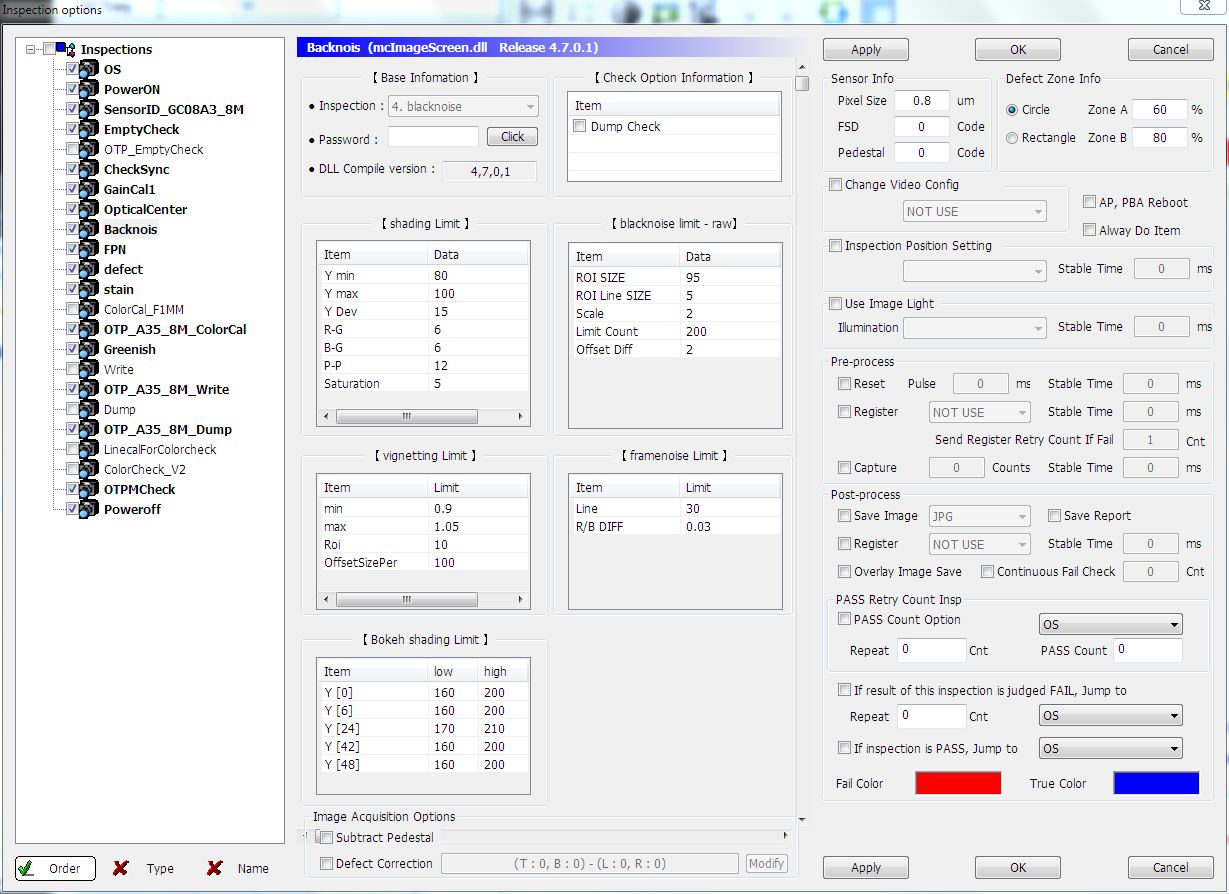 Inspection options
Inspections
OS
PowerON
SensorID_GC08A3_8M
EmptyCheck
OTP_EmptyCheck
CheckSync
GainCal1
OpticalCenter
Backnois
FPN
defect
stain
ColorCal_F1MM
OTP_A35_8M_ColorCal
Greenish
Write
OTP_A35_8M_Write
Dump
OTP_A35_8M_Dump
LinecalForColorcheck
ColorCheck_V2
OTPMCheck
Poweroff
Order Type Name
Backnois (mcImageScreen.dll Release 4.7.0.1)
【 Base Infomation 】
• Inspection : 4. blacknoise
• Password : Click
• DLL Compile version : 4,7,0,1
【 Check Option Information 】
Item
Dump Check
【 shading Limit 】
Item Data
Y min 80
Y max 100
Y Dev 15
R-G 6
B-G 6
P-P 12
Saturation 5
【 blacknoise limit - raw】
Item Data
ROI SIZE 95
ROI Line SIZE 5
Scale 2
Limit Count 200
Offset Diff 2
【 vignetting Limit 】
Item Limit
min 0.9
max 1.05
Roi 10
OffsetSizePer 100
【 framenoise Limit 】
Item Limit
Line 30
R/B DIFF 0.03
【 Bokeh shading Limit 】
Item low high
Y [0] 160 200
Y [6] 160 200
Y [24] 170 210
Y [42] 160 200
Y [48] 160 200
Image Acquisition Options
Subtract Pedestal
Defect Correction (T : 0, B : 0) - (L : 0, R : 0) Modify
Apply OK Cancel
Sensor Info
Pixel Size 0.8 um
FSD 0 Code
Pedestal 0 Code
Defect Zone Info
Circle Zone A 60 %
Rectangle Zone B 80 %
Change Video Config
NOT USE
AP, PBA Reboot
Alway Do Item
Inspection Position Setting
Stable Time 0 ms
Use Image Light
Illumination Stable Time 0 ms
Pre-process
Reset Pulse 0 ms Stable Time 0 ms
Register NOT USE Stable Time 0 ms
Send Register Retry Count If Fail 1 Cnt
Capture 0 Counts Stable Time 0 ms
Post-process
Save Image JPG Save Report
Register NOT USE Stable Time 0 ms
Overlay Image Save Continuous Fail Check 0 Cnt
PASS Retry Count Insp
PASS Count Option OS
Repeat 0 Cnt PASS Count 0
If result of this inspection is judged FAIL, Jump to
Repeat 0 Cnt OS
If inspection is PASS, Jump to OS
Fail Color True Color
Apply OK Cancel